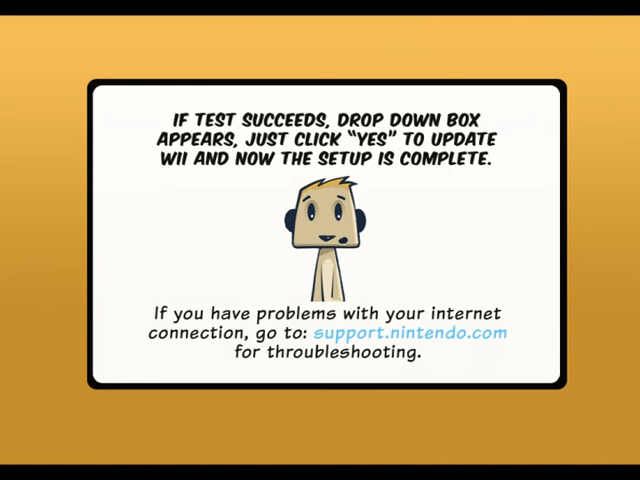 IF TEST SUCCEEDS, DROP DOWN BOX
APPEARS, JUST CLICK “YES” TO UPDATE
WII AND NOW THE SETUP IS COMPLETE.
If you have problems with your internet
connection, go to: support.nintendo.com
for throubleshooting.